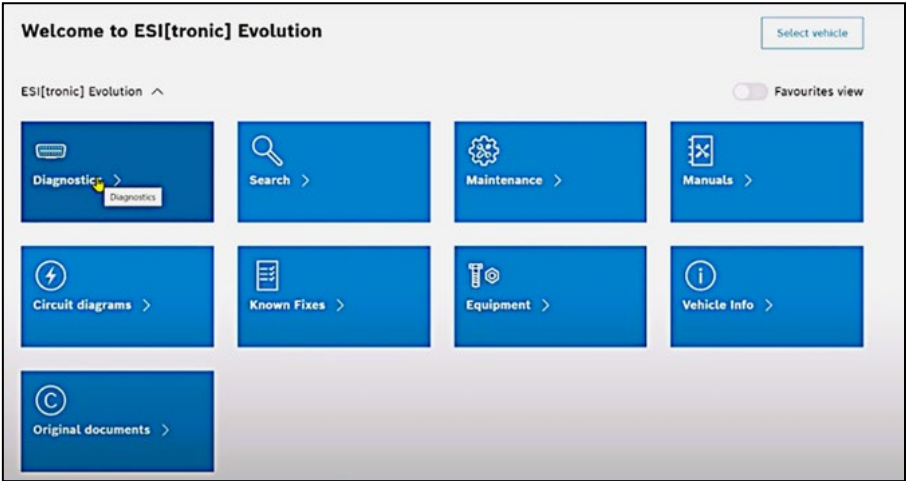 Welcome to ESI[tronic] Evolution
Select vehicle
ESI[tronic] Evolution
Favourites view
Diagnostics
Diagnostics
Search
Maintenance
Manuals
Circuit diagrams
Known Fixes
Equipment
Vehicle Info
C
Original documents